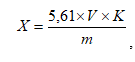 X = 5,61×V×K / m ,